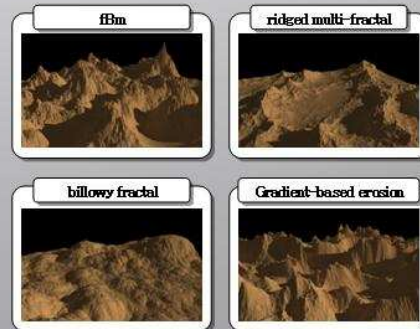 fBm
ridged multi-fractal
billowy fractal
Gradient-based erosion